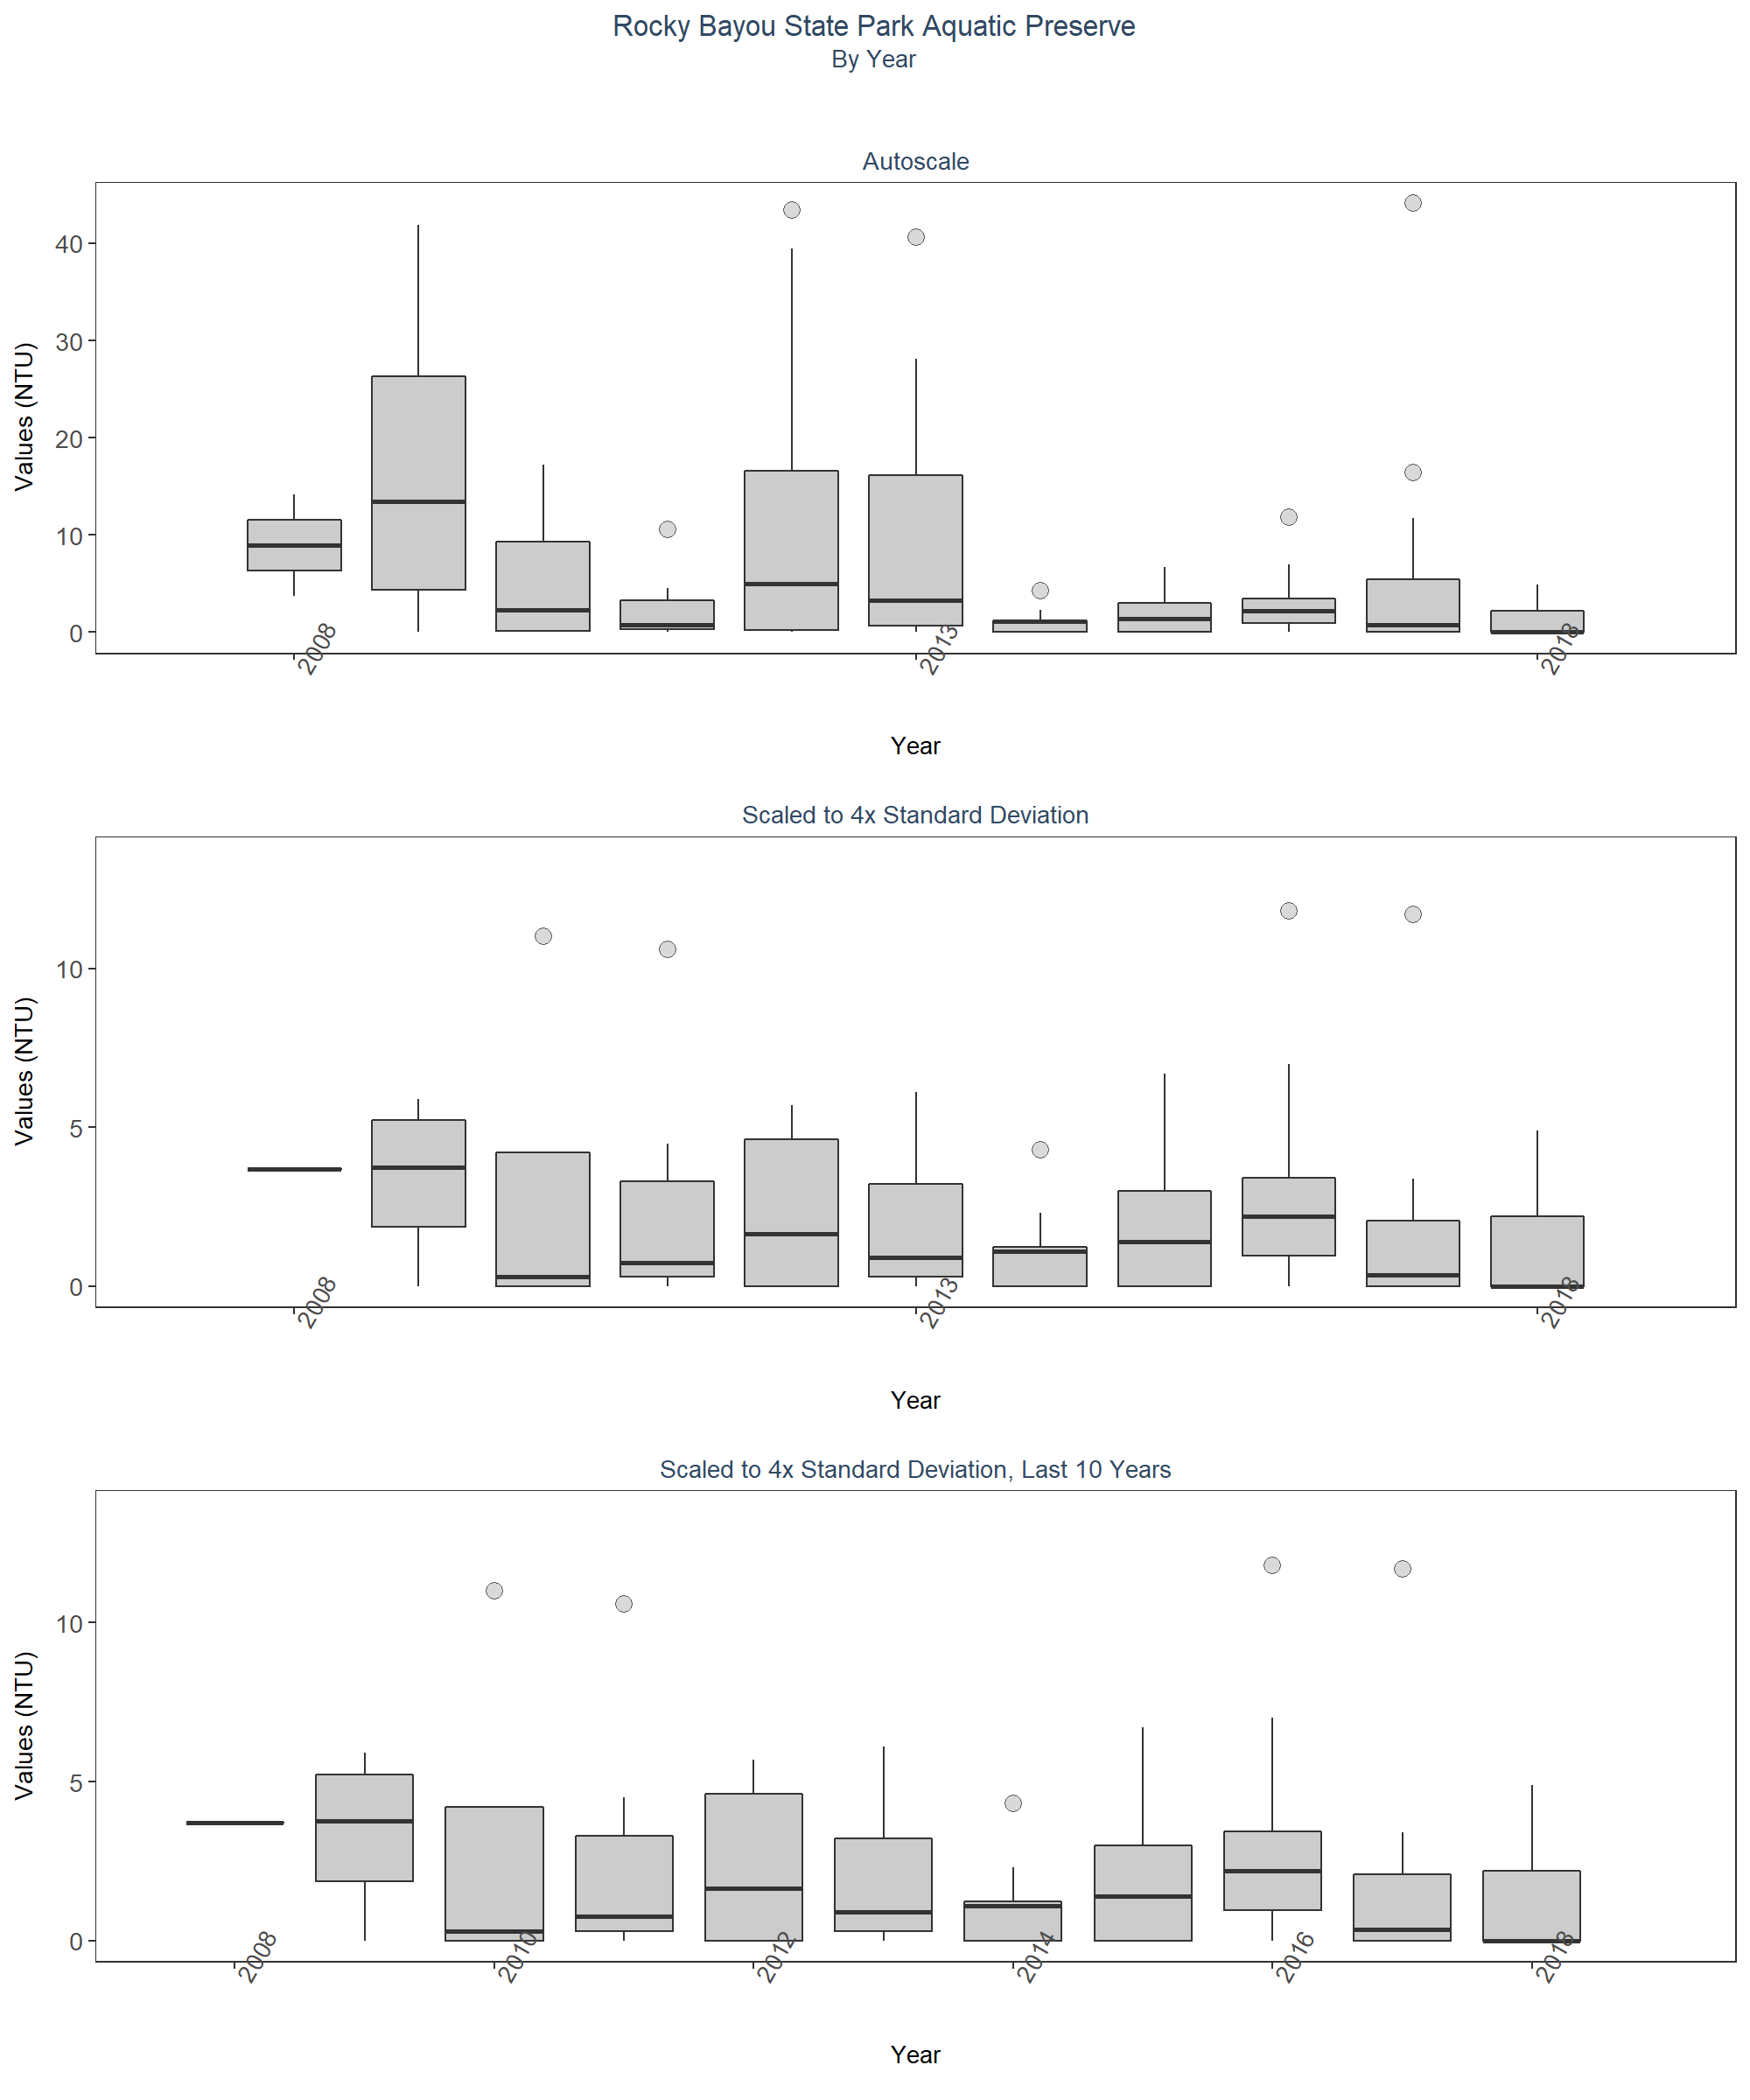 Rocky Bayou State Park Aquatic Preserve
By Year
Autoscale
Values (NTU)
40
30
20
10
0
2008
2013
2018
Year
Scaled to 4x Standard Deviation
Values (NTU)
10
5
0
2008
2013
2018
Year
Scaled to 4x Standard Deviation, Last 10 Years
Values (NTU)
10
5
0
2008
2010
2012
2014
2016
2018
Year